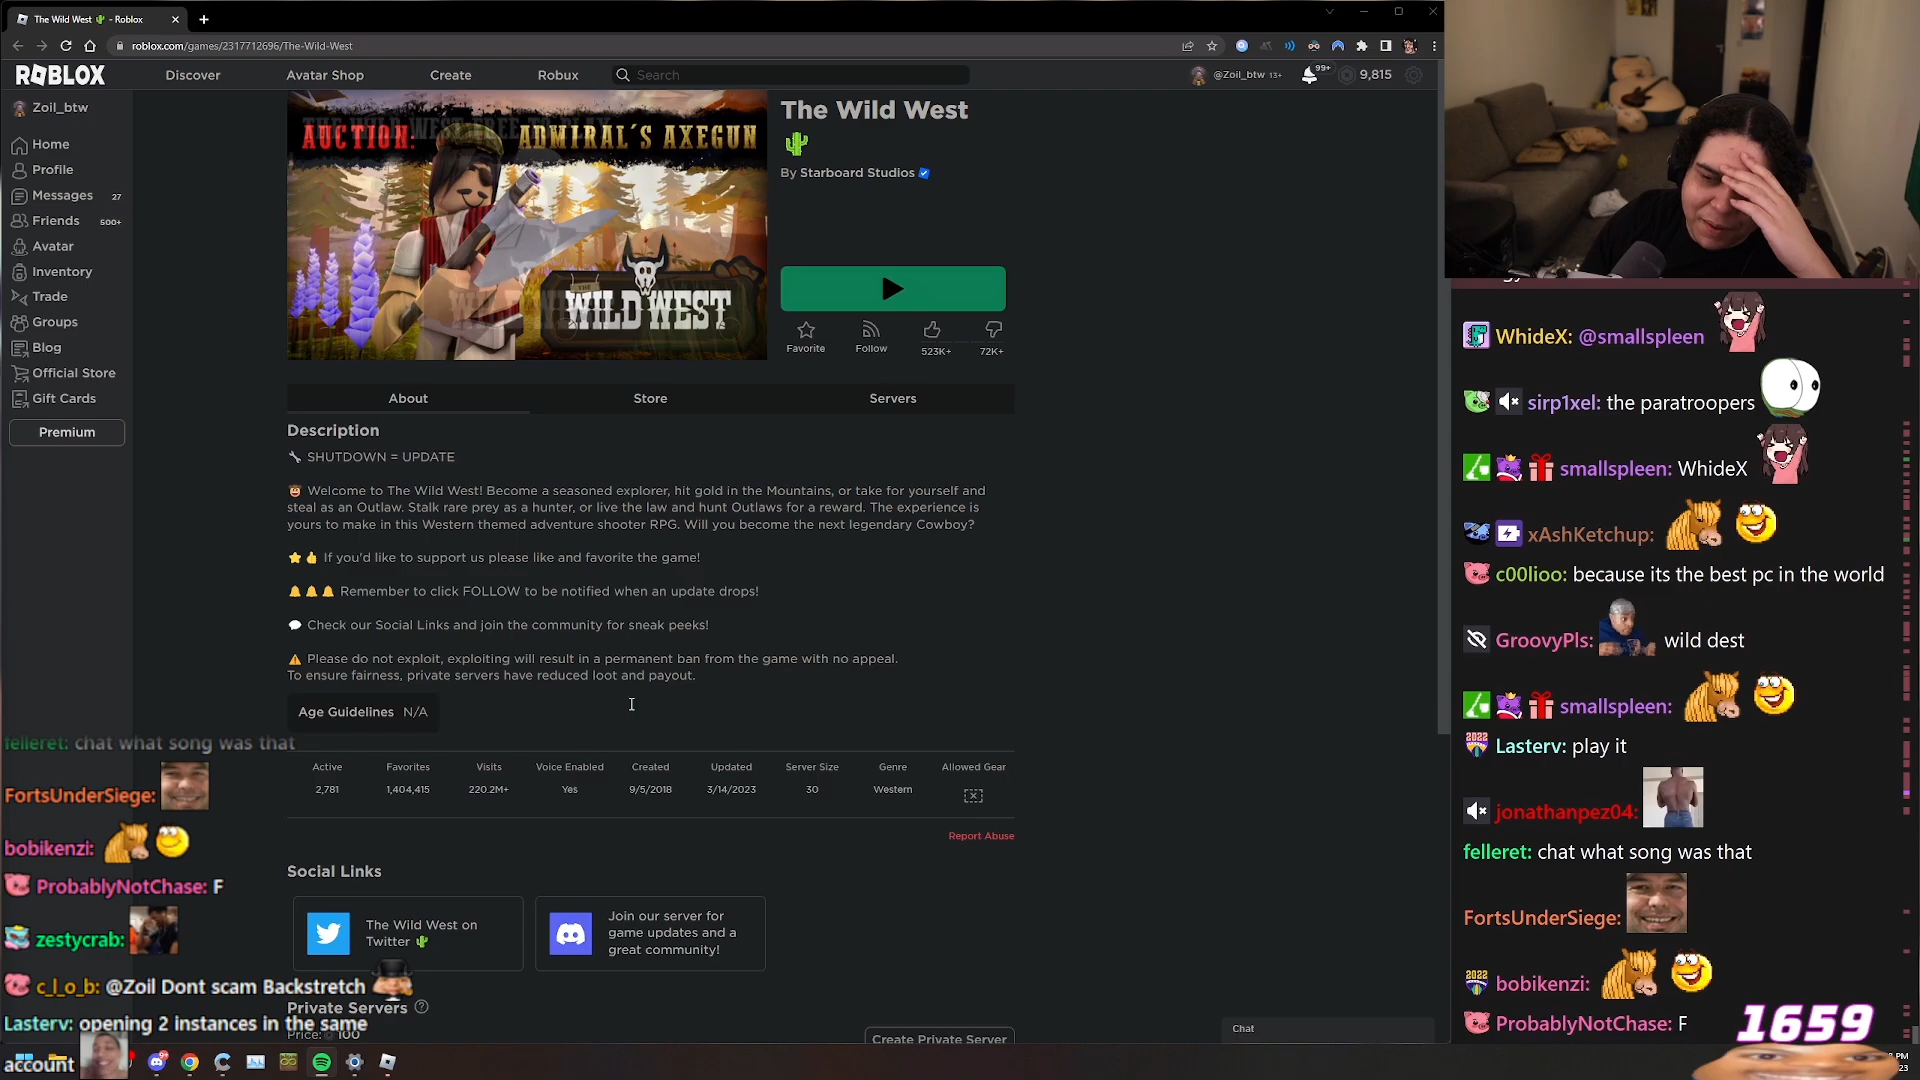 The Wild West 🌵 - Roblox
roblox.com/games/2317712696/The-Wild-West
ROBLOX
Discover
Avatar Shop
Create
Robux
Search
@Zoil_btw 13+
99+
9,815
Zoil_btw
Home
Profile
Messages 27
Friends 500+
Avatar
Inventory
Trade
Groups
Blog
Official Store
Gift Cards
Premium
AUCTION: ADMIRAL'S AXEGUN
THE
WILD WEST
The Wild West
🌵
By Starboard Studios
Favorite
Follow
523K+
72K+
About
Store
Servers
Description
🔧 SHUTDOWN = UPDATE
🤠 Welcome to The Wild West! Become a seasoned explorer, hit gold in the Mountains, or take for yourself and
steal as an Outlaw. Stalk rare prey as a hunter, or live the law and hunt Outlaws for a reward. The experience is
yours to make in this Western themed adventure shooter RPG. Will you become the next legendary Cowboy?
⭐👍 If you'd like to support us please like and favorite the game!
🔔🔔🔔 Remember to click FOLLOW to be notified when an update drops!
💬 Check our Social Links and join the community for sneak peeks!
⚠️ Please do not exploit, exploiting will result in a permanent ban from the game with no appeal.
To ensure fairness, private servers have reduced loot and payout.
Age Guidelines N/A
Active
2,781
Favorites
1,404,415
Visits
220.2M+
Voice Enabled
Yes
Created
9/5/2018
Updated
3/14/2023
Server Size
30
Genre
Western
Allowed Gear
Report Abuse
Social Links
The Wild West on
Twitter 🌵
Join our server for
game updates and a
great community!
Private Servers
Price: 100
Create Private Server
Chat
felleret: chat what song was that
FortsUnderSiege:
bobikenzi:
ProbablyNotChase: F
zestycrab:
c_l_o_b: @Zoil Dont scam Backstretch
Lasterv: opening 2 instances in the same
account
WhideX: @smallspleen
sirp1xel: the paratroopers
smallspleen: WhideX
xAshKetchup:
c00lioo: because its the best pc in the world
GroovyPls: wild dest
smallspleen:
2022
Lasterv: play it
jonathanpez04:
felleret: chat what song was that
FortsUnderSiege:
2022
bobikenzi:
ProbablyNotChase: F
1659